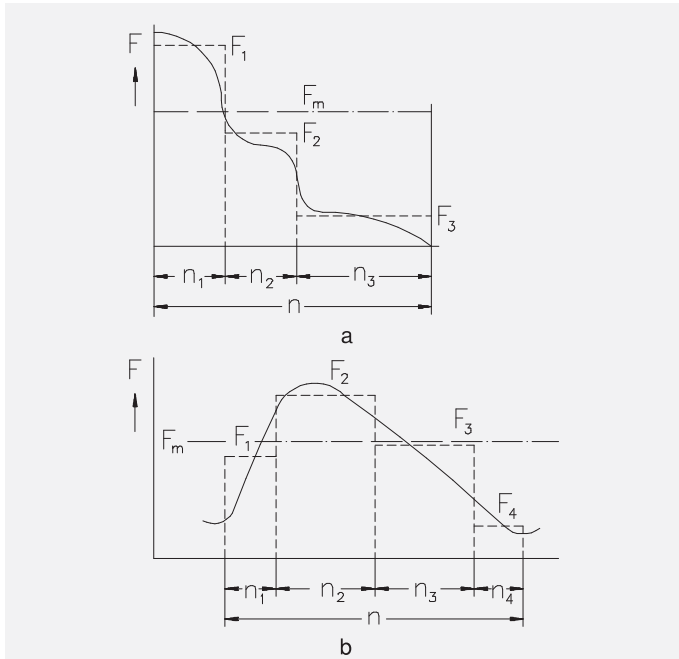 F F₁
Fₘ
F₂
F₃
n₁ n₂ n₃
n
a
F F₂
Fₘ F₁ F₃
F₄
n₁ n₂ n₃ n₄
n
b